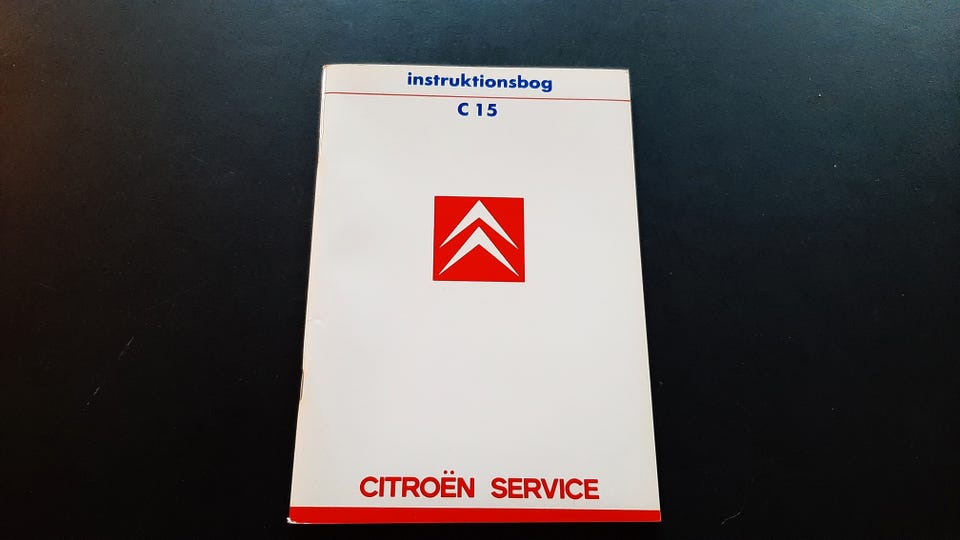 instruktionsbog
C 15
CITROËN SERVICE